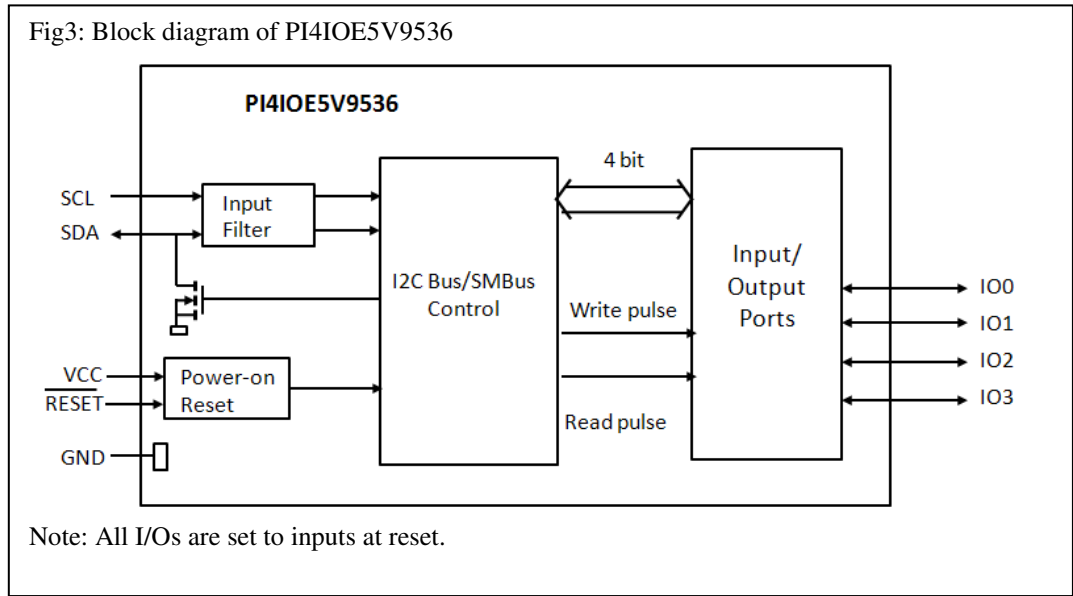 Fig3: Block diagram of PI4IOE5V9536
PI4IOE5V9536
SCL
SDA
Input
Filter
I2C Bus/SMBus
Control
4 bit
Write pulse
Read pulse
Input/
Output
Ports
IO0
IO1
IO2
IO3
VCC
RESET
Power-on
Reset
GND
Note: All I/Os are set to inputs at reset.